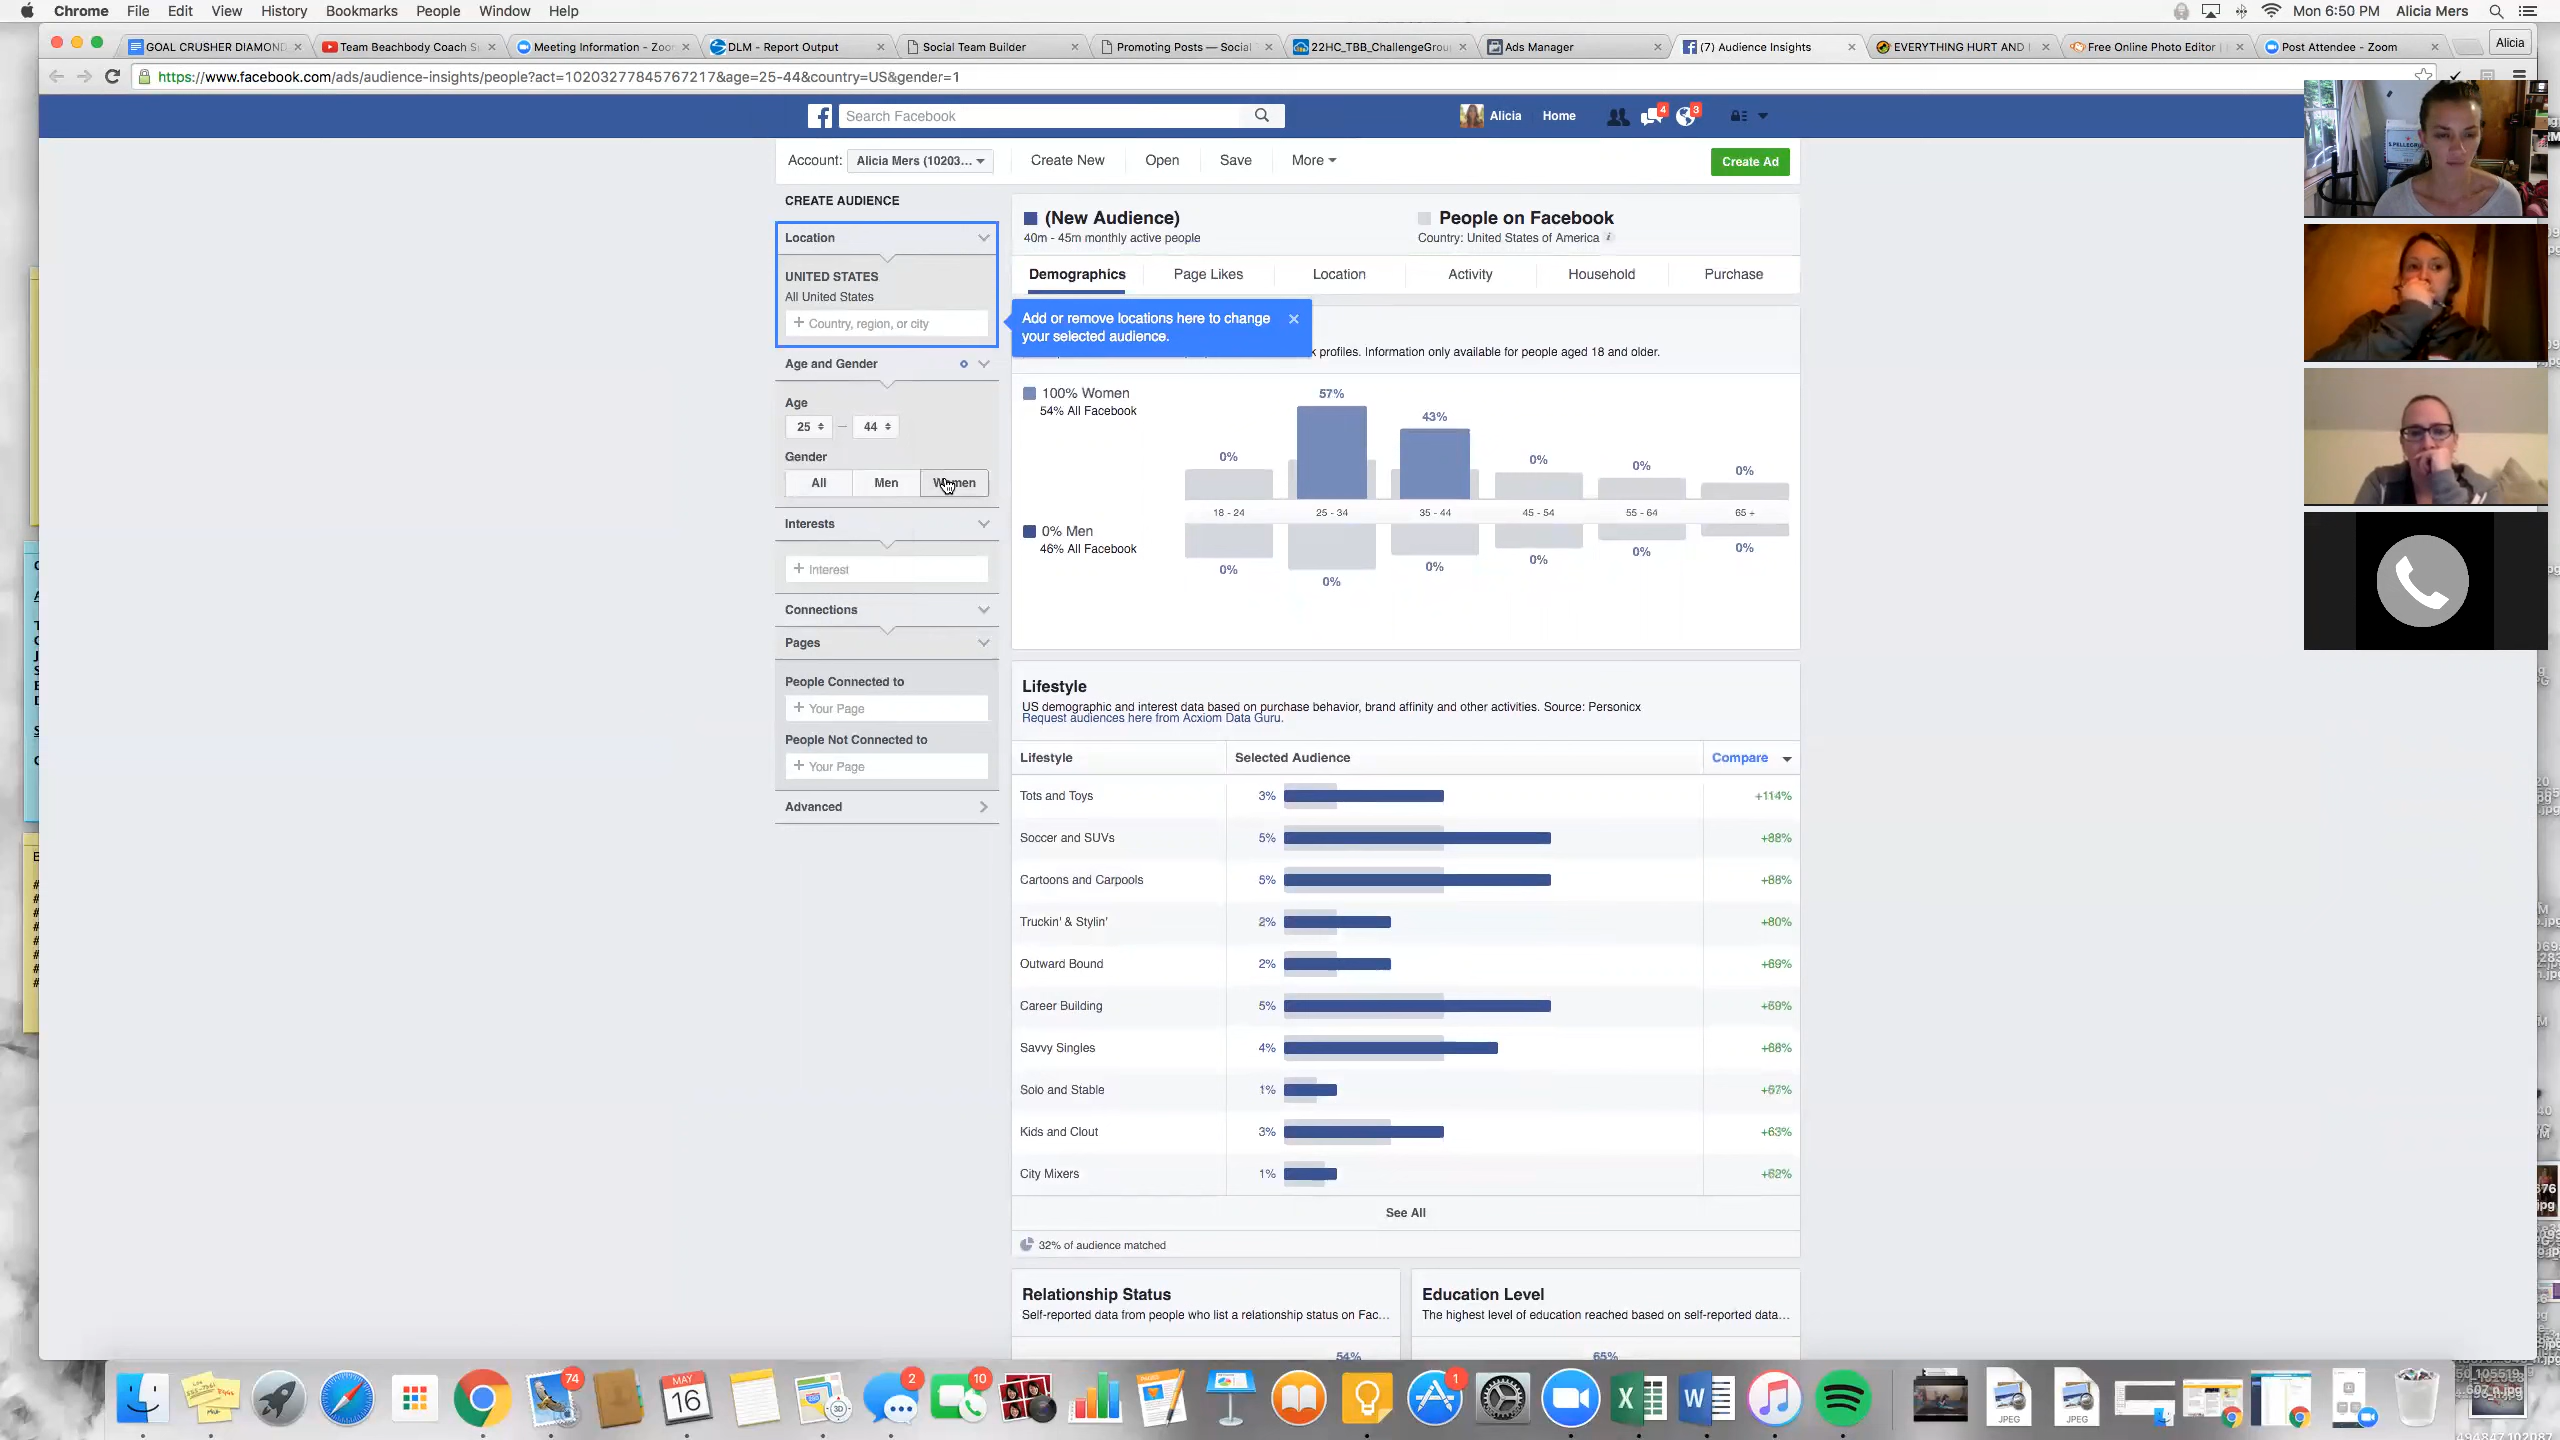 Chrome File Edit View History Bookmarks People Window Help
Mon 6:50 PM Alicia Mers
GOAL CRUSHER DIAMOND
Team Beachbody Coach S
Meeting Information - Zoo
DLM - Report Output
Social Team Builder
Promoting Posts — Social
22HC_TBB_ChallengeGrou
Ads Manager
(7) Audience Insights
EVERYTHING HURT AND I
Free Online Photo Editor |
Post Attendee - Zoom
Alicia
https://www.facebook.com/ads/audience-insights/people?act=10203277845767217&age=25-44&country=US&gender=1
Search Facebook
Alicia Home 4 3
Account: Alicia Mers (10203... Create New Open Save More Create Ad
CREATE AUDIENCE
Location
UNITED STATES
All United States
+ Country, region, or city
Age and Gender
Age
25 — 44
Gender
All Men Women
Interests
+ Interest
Connections
Pages
People Connected to
+ Your Page
People Not Connected to
+ Your Page
Advanced
(New Audience)
40m - 45m monthly active people
People on Facebook
Country: United States of America
Demographics Page Likes Location Activity Household Purchase
Add or remove locations here to change
your selected audience.
profiles. Information only available for people aged 18 and older.
100% Women
54% All Facebook
0% 57% 43% 0% 0% 0%
18 - 24 25 - 34 35 - 44 45 - 54 55 - 64 65 +
0% Men
46% All Facebook
0% 0% 0% 0% 0% 0%
Lifestyle
US demographic and interest data based on purchase behavior, brand affinity and other activities. Source: Personicx
Request audiences here from Acxiom Data Guru.
Lifestyle Selected Audience Compare
Tots and Toys 3% +114%
Soccer and SUVs 5% +88%
Cartoons and Carpools 5% +88%
Truckin' & Stylin' 2% +80%
Outward Bound 2%
Career Building 5%
Savvy Singles 4%
Solo and Stable 1%
Kids and Clout 3% +63%
City Mixers 1% +62%
See All
32% of audience matched
Relationship Status
Self-reported data from people who list a relationship status on Fac...
54%
Education Level
The highest level of education reached based on self-reported data...
65%
74
MAY
16
2
10
1
JPEG
JPEG